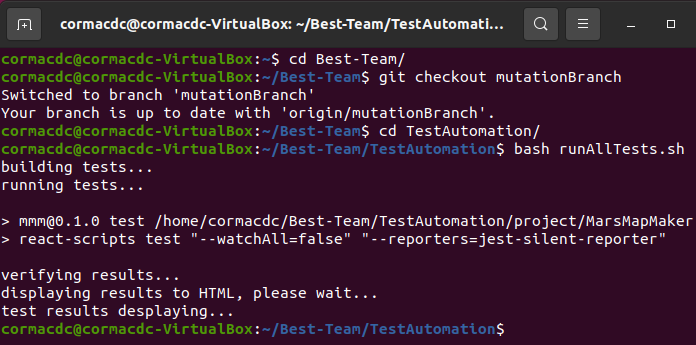 cormacdc@cormacdc-VirtualBox: ~/Best-Team/TestAutomati...
cormacdc@cormacdc-VirtualBox:~$ cd Best-Team/
cormacdc@cormacdc-VirtualBox:~/Best-Team$ git checkout mutationBranch
Switched to branch 'mutationBranch'
Your branch is up to date with 'origin/mutationBranch'.
cormacdc@cormacdc-VirtualBox:~/Best-Team$ cd TestAutomation/
cormacdc@cormacdc-VirtualBox:~/Best-Team/TestAutomation$ bash runAllTests.sh
building tests...
running tests...
> mmm@0.1.0 test /home/cormacdc/Best-Team/TestAutomation/project/MarsMapMaker
> react-scripts test "--watchAll=false" "--reporters=jest-silent-reporter"
verifying results...
displaying results to HTML, please wait...
test results desplaying...
cormacdc@cormacdc-VirtualBox:~/Best-Team/TestAutomation$